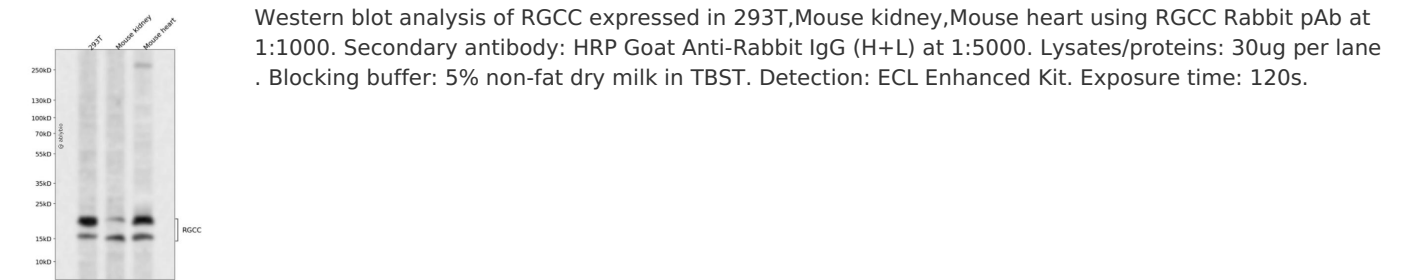 293T
Mouse kidney
Mouse heart
250kD
130kD
100kD
70kD
55kD
35kD
25kD
15kD
10kD
RGCC
Western blot analysis of RGCC expressed in 293T,Mouse kidney,Mouse heart using RGCC Rabbit pAb at
1:1000. Secondary antibody: HRP Goat Anti-Rabbit IgG (H+L) at 1:5000. Lysates/proteins: 30ug per lane
. Blocking buffer: 5% non-fat dry milk in TBST. Detection: ECL Enhanced Kit. Exposure time: 120s.